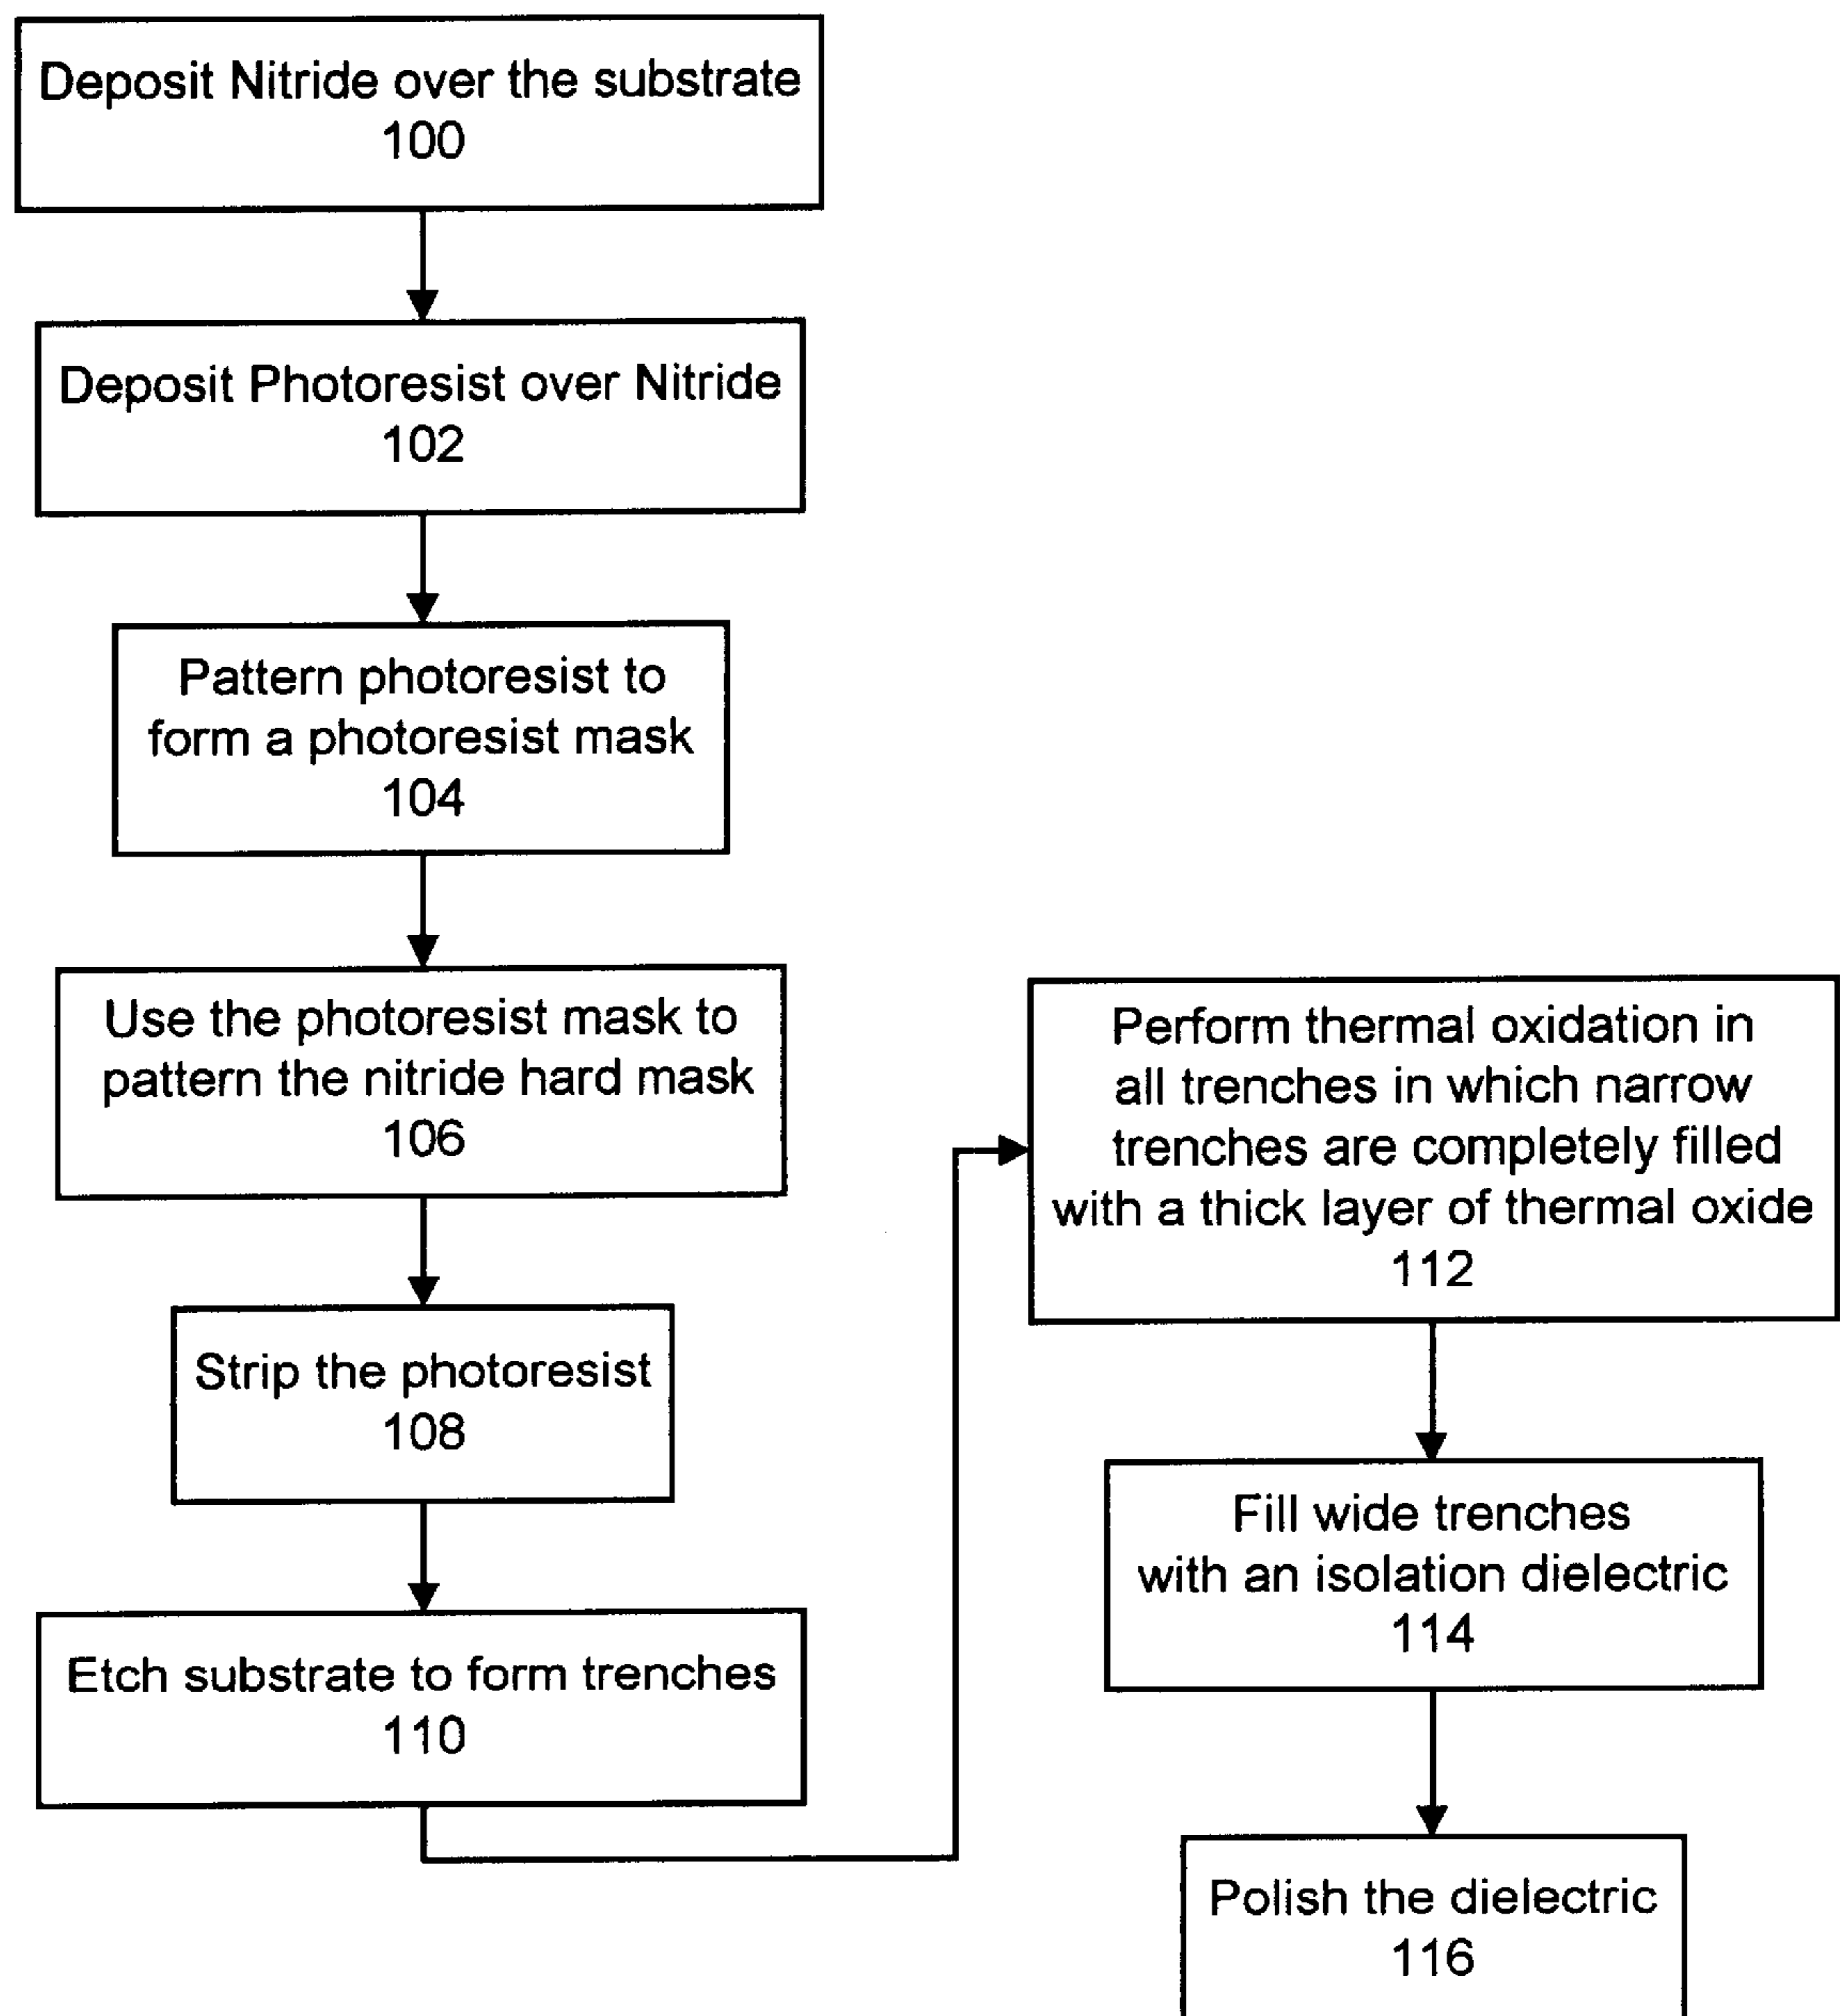 Deposit Nitride over the substrate
100
Deposit Photoresist over Nitride
102
Pattern photoresist to
form a photoresist mask
104
Use the photoresist mask to
pattern the nitride hard mask
106
Strip the photoresist
108
Etch substrate to form trenches
110
Perform thermal oxidation in
all trenches in which narrow
trenches are completely filled
with a thick layer of thermal oxide
112
Fill wide trenches
with an isolation dielectric
114
Polish the dielectric
116